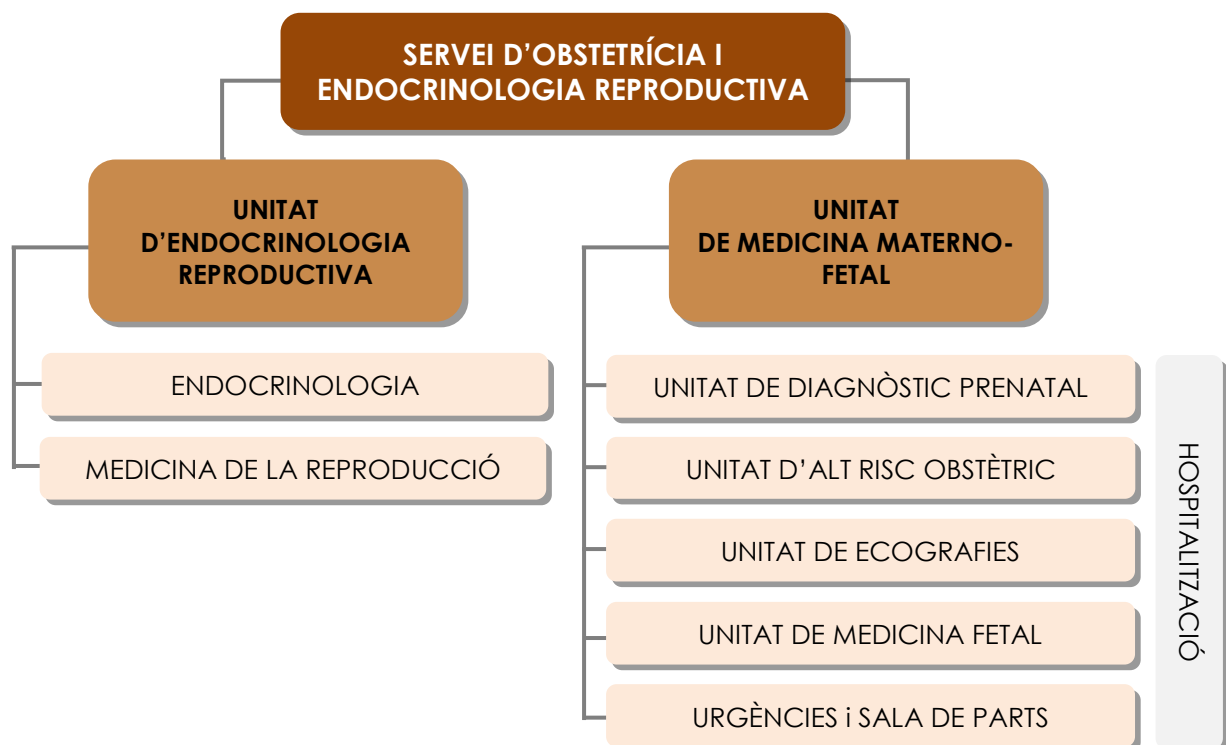 SERVEI D’OBSTETRÍCIA I
ENDOCRINOLOGIA REPRODUCTIVA
UNITAT
D’ENDOCRINOLOGIA
REPRODUCTIVA
ENDOCRINOLOGIA
MEDICINA DE LA REPRODUCCIÓ
UNITAT
DE MEDICINA MATERNO-
FETAL
UNITAT DE DIAGNÒSTIC PRENATAL
UNITAT D’ALT RISC OBSTÈTRIC
UNITAT DE ECOGRAFIES
UNITAT DE MEDICINA FETAL
URGÈNCIES i SALA DE PARTS
HOSPITALITZACIÓ